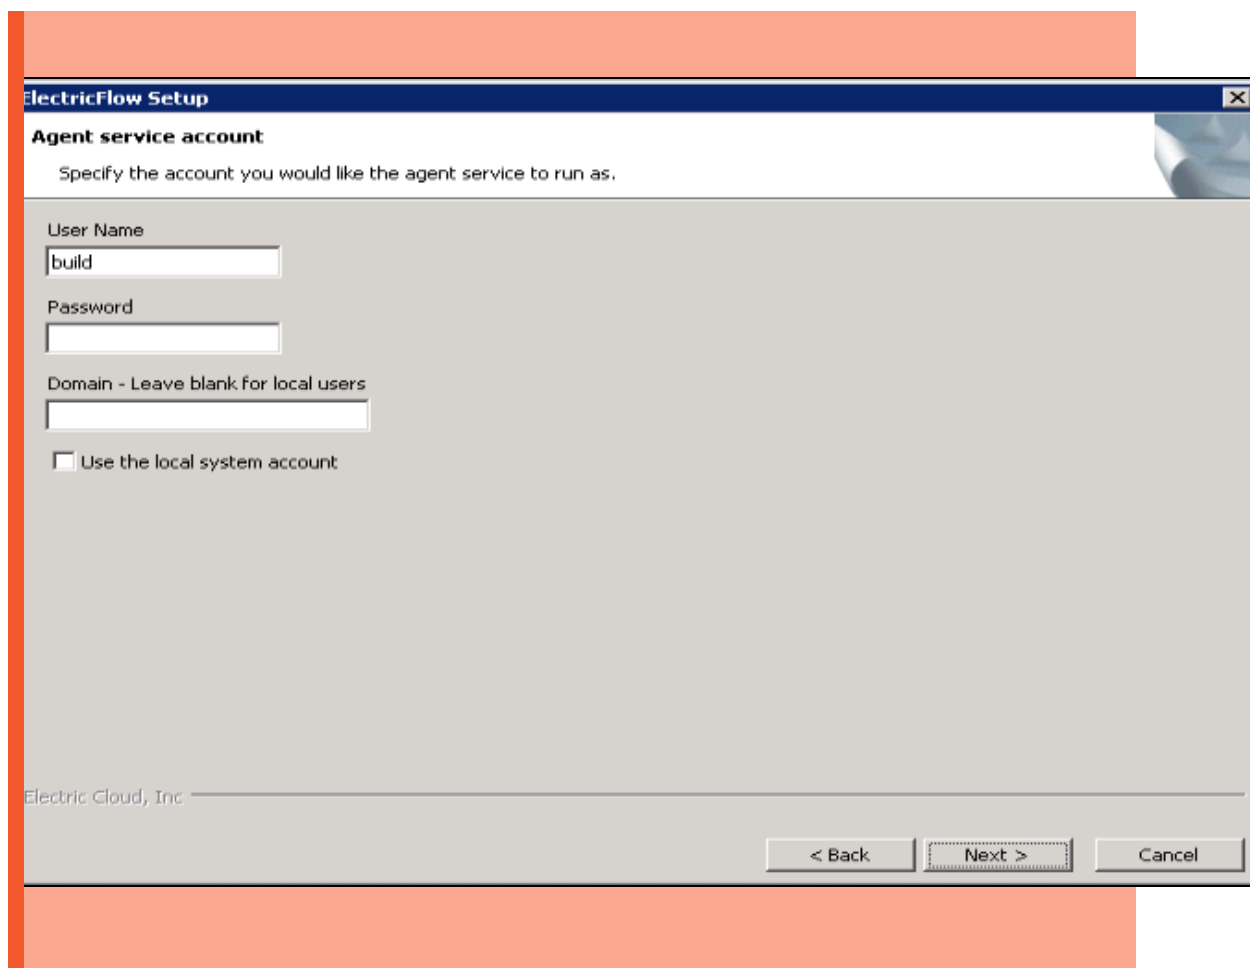 ElectricFlow Setup
Agent service account
Specify the account you would like the agent service to run as.
User Name
build
Password
Domain - Leave blank for local users
Use the local system account
Electric Cloud, Inc
< Back
Next >
Cancel